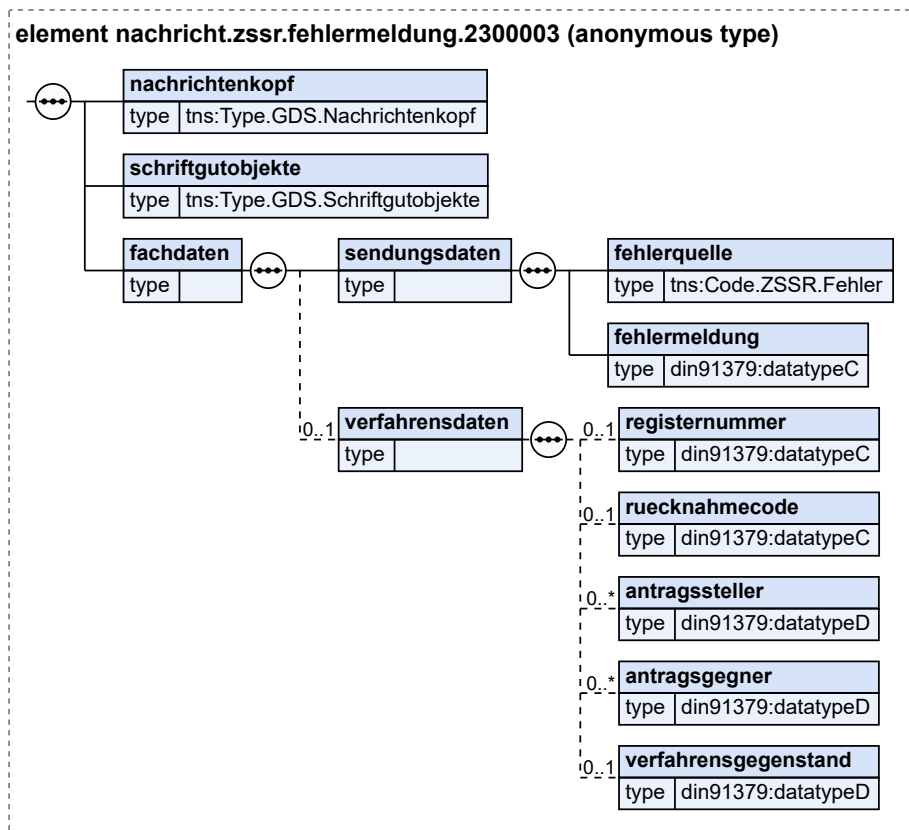 element nachricht.zssr.fehlermeldung.2300003 (anonymous type)
nachrichtenkopf
type tns:Type.GDS.Nachrichtenkopf
schriftgutobjekte
type tns:Type.GDS.Schriftgutobjekte
fachdaten
type
sendungsdaten
type
fehlerquelle
type tns:Code.ZSSR.Fehler
fehlermeldung
type din91379:datatypeC
0..1
verfahrensdaten
type
0..1
registernummer
type din91379:datatypeC
0..1
ruecknahmecode
type din91379:datatypeC
0..*
antragssteller
type din91379:datatypeD
0..*
antragsgegner
type din91379:datatypeD
0..1
verfahrensgegenstand
type din91379:datatypeD